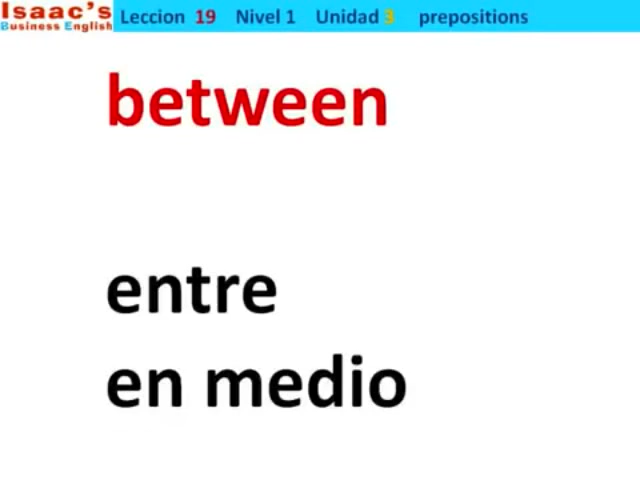 Isaac's
Business English
Leccion 19 Nivel 1 Unidad 3 prepositions
between
entre
en medio